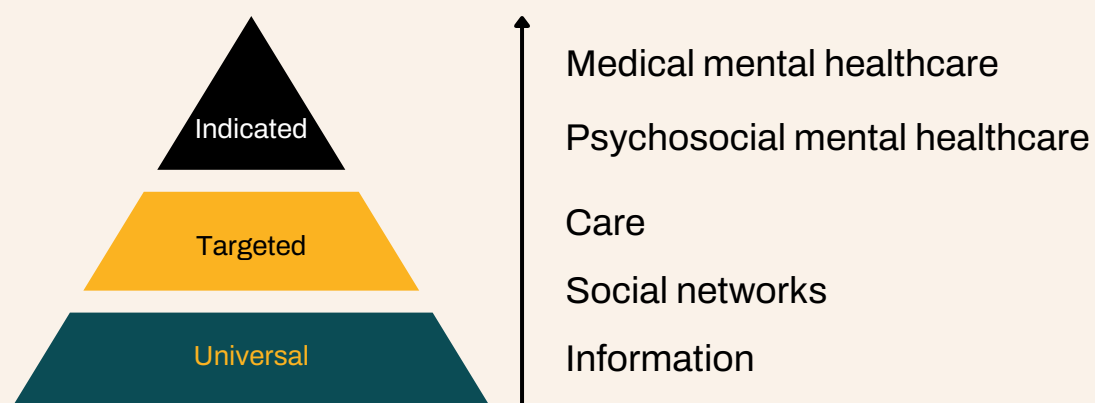 Indicated
Targeted
Universal
Medical mental healthcare
Psychosocial mental healthcare
Care
Social networks
Information